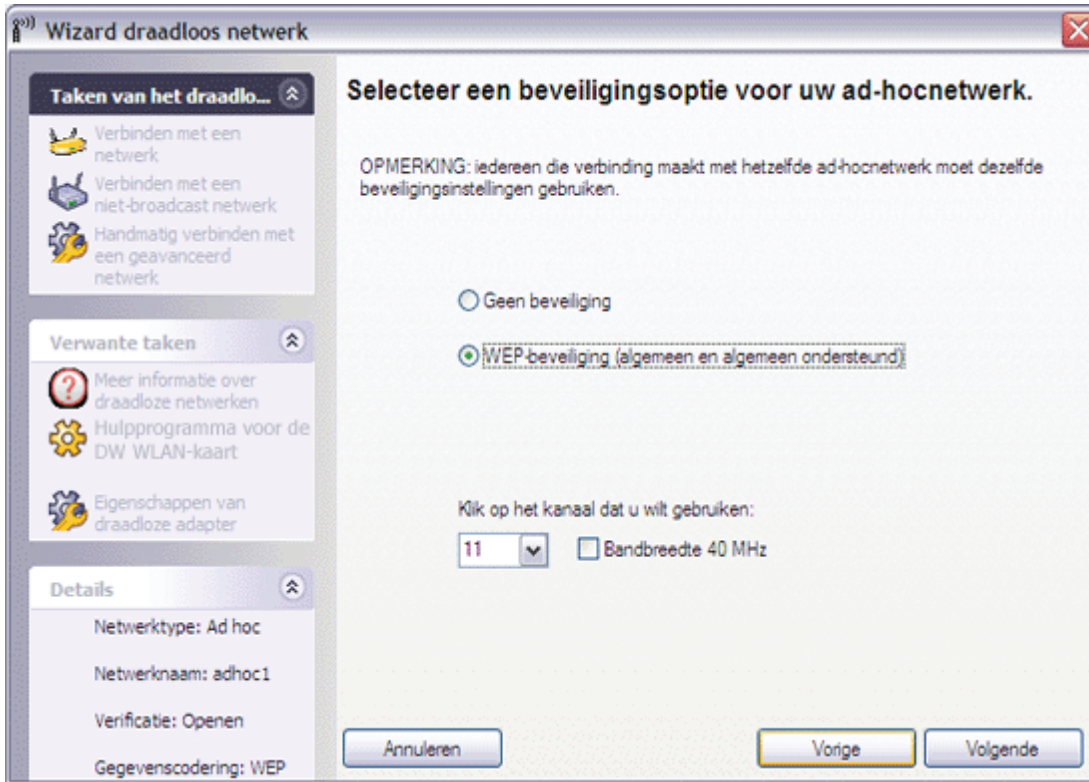 Wizard draadloos netwerk
Taken van het draadlo...
Verbinden met een
netwerk
Verbinden met een
niet-broadcast netwerk
Handmatig verbinden met
een geavanceerd
netwerk
Verwante taken
Meer informatie over
draadloze netwerken
Hulpprogramma voor de
DW WLAN-kaart
Eigenschappen van
draadloze adapter
Details
Netwerktype: Ad hoc
Netwerknaam: adhoc1
Verificatie: Openen
Gegevenscodering: WEP
Selecteer een beveiligingsoptie voor uw ad-hocnetwerk.
OPMERKING: iedereen die verbinding maakt met hetzelfde ad-hocnetwerk moet dezelfde
beveiligingsinstellingen gebruiken.
Geen beveiliging
WEP-beveiliging (algemeen en algemeen ondersteund)
Klik op het kanaal dat u wilt gebruiken:
11
Bandbreedte 40 MHz
Annuleren
Vorige
Volgende